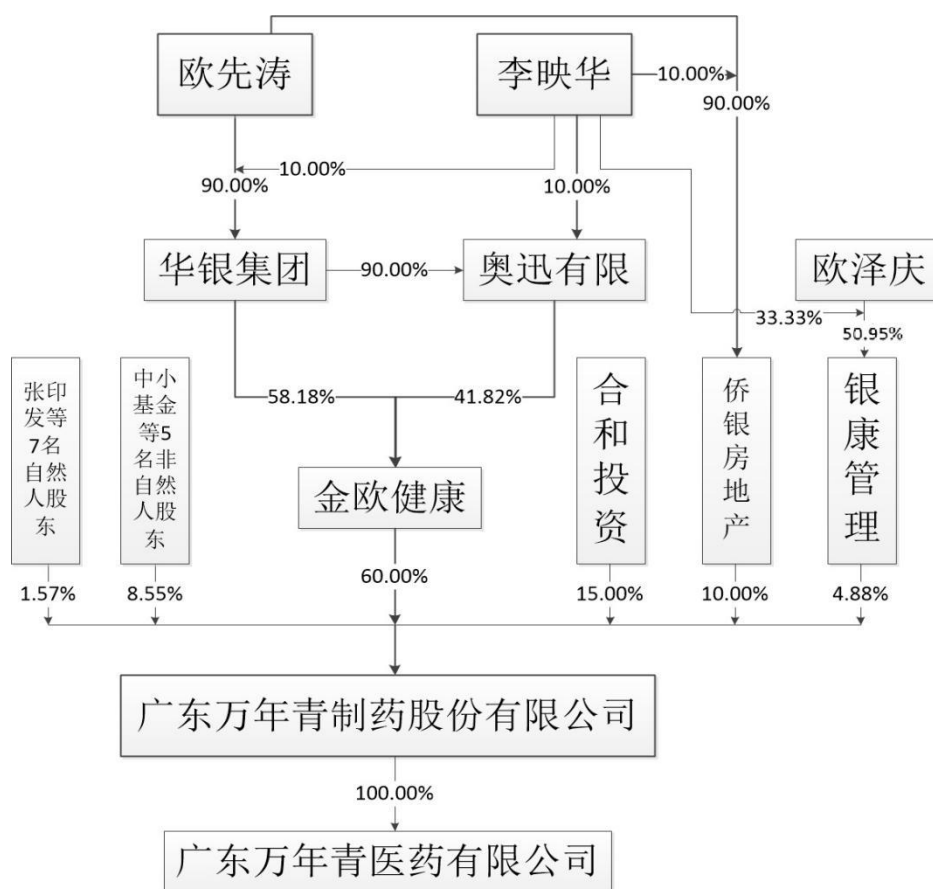 欧先涛
李映华
10.00%
90.00%
10.00%
90.00%
10.00%
华银集团
90.00%
奥迅有限
欧泽庆
33.33%
50.95%
张印
发等
7名
自然
人股
东
中小
基金
等5
名非
自然
人股
东
58.18%
41.82%
合和投资
侨银房地产
银康管理
金欧健康
1.57%
8.55%
60.00%
15.00%
10.00%
4.88%
广东万年青制药股份有限公司
100.00%
广东万年青医药有限公司